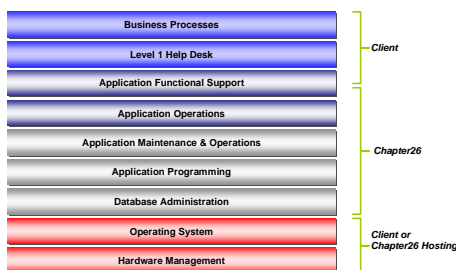 Business Processes
Level 1 Help Desk
Client
Application Functional Support
Application Operations
Application Maintenance & Operations
Chapter26
Application Programming
Database Administration
Operating System
Client or
Chapter26 Hosting
Hardware Management